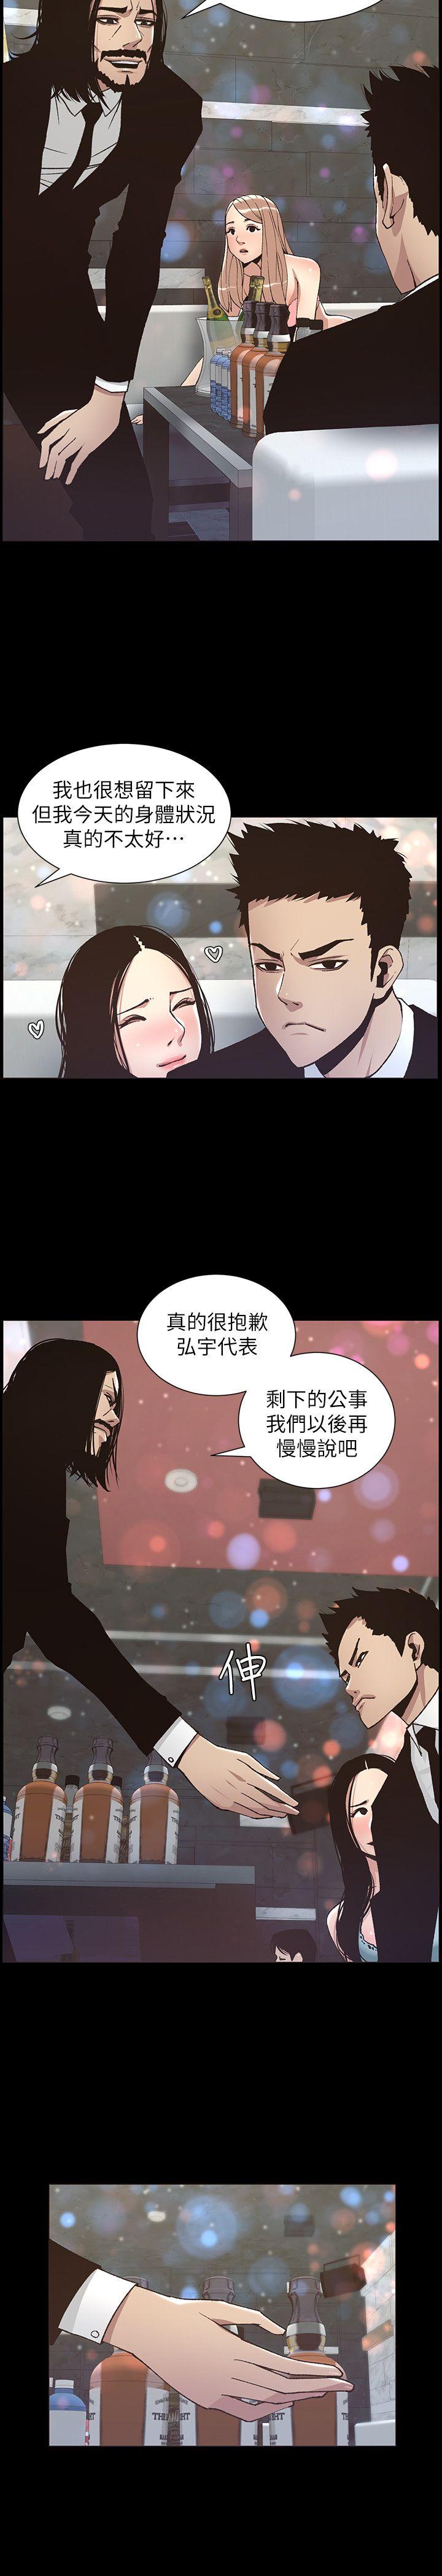 我也很想留下來
但我今天的身體狀況
真的不太好…
真的很抱歉
弘宇代表
剩下的公事
我們以後再
慢慢說吧
伸